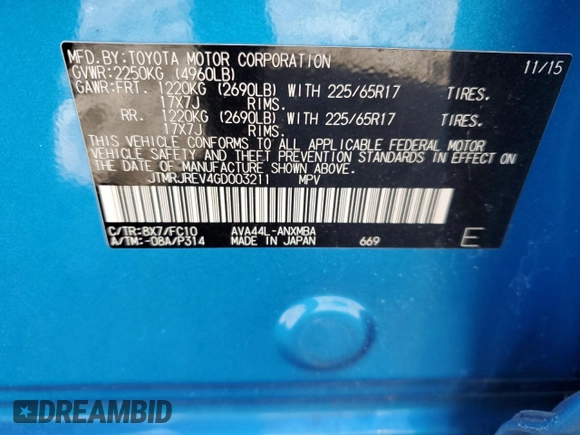 MFD.BY:TOYOTA MOTOR CORPORATION 11/15
GVWR:2250KG (4960LB)
GAWR:FRT. 1220KG (2690LB) WITH 225/65R17 TIRES.
17X7J RIMS.
RR. 1220KG (2690LB) WITH 225/65R17 TIRES.
17X7J RIMS.
THIS VEHICLE CONFORMS TO ALL APPLICABLE FEDERAL MOTOR
VEHICLE SAFETY AND THEFT PREVENTION STANDARDS IN EFFECT
ON THE DATE OF MANUFACTURE SHOWN ABOVE.
JTMRJREV4GD003211 MPV
C/TR:8X7/FC10 AVA44L-ANXMBA
A/TM:-08A/P314 MADE IN JAPAN 669 E
DREAMBID